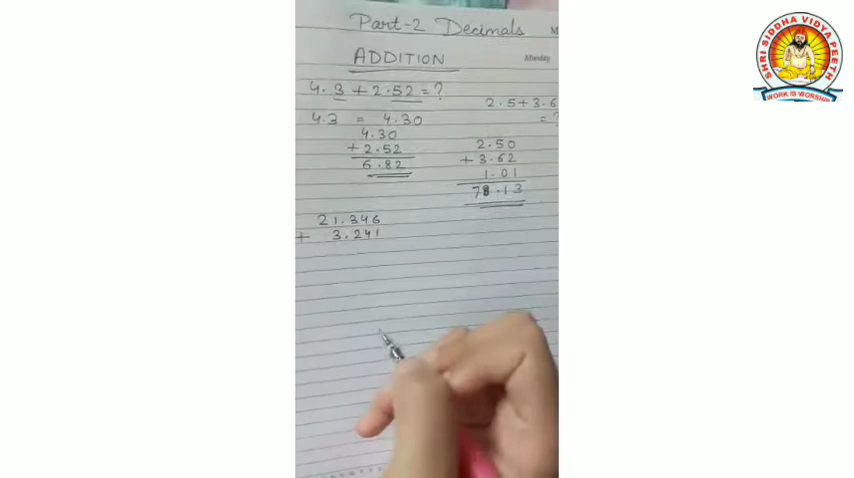 Part-2 Decimals M
ADDITION
Monday
4.3 + 2.52 = ?
4.3 = 4.30
4.30
+ 2.52
6.82
2.5+3.6
= ?
2.50
+ 3.62
1.01
.13
21.346
+ 3.241
SHRI SIDDHA VIDYA PEETH
WORK IS WORSHIP